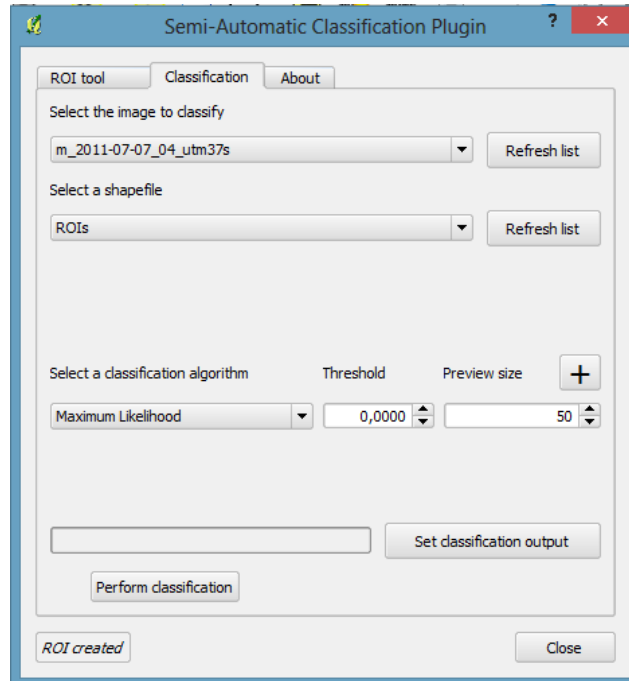 Semi-Automatic Classification Plugin ? ×
ROI tool Classification About
Select the image to classify
m_2011-07-07_04_utm37s Refresh list
Select a shapefile
ROIs Refresh list
Select a classification algorithm Threshold Preview size +
Maximum Likelihood 0,0000 50
Set classification output
Perform classification
ROI created Close